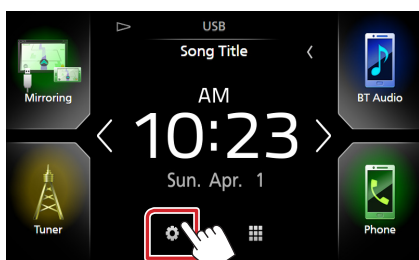 USB
Song Title
Mirroring
AM
BT Audio
10:23
Sun. Apr. 1
Tuner
Phone